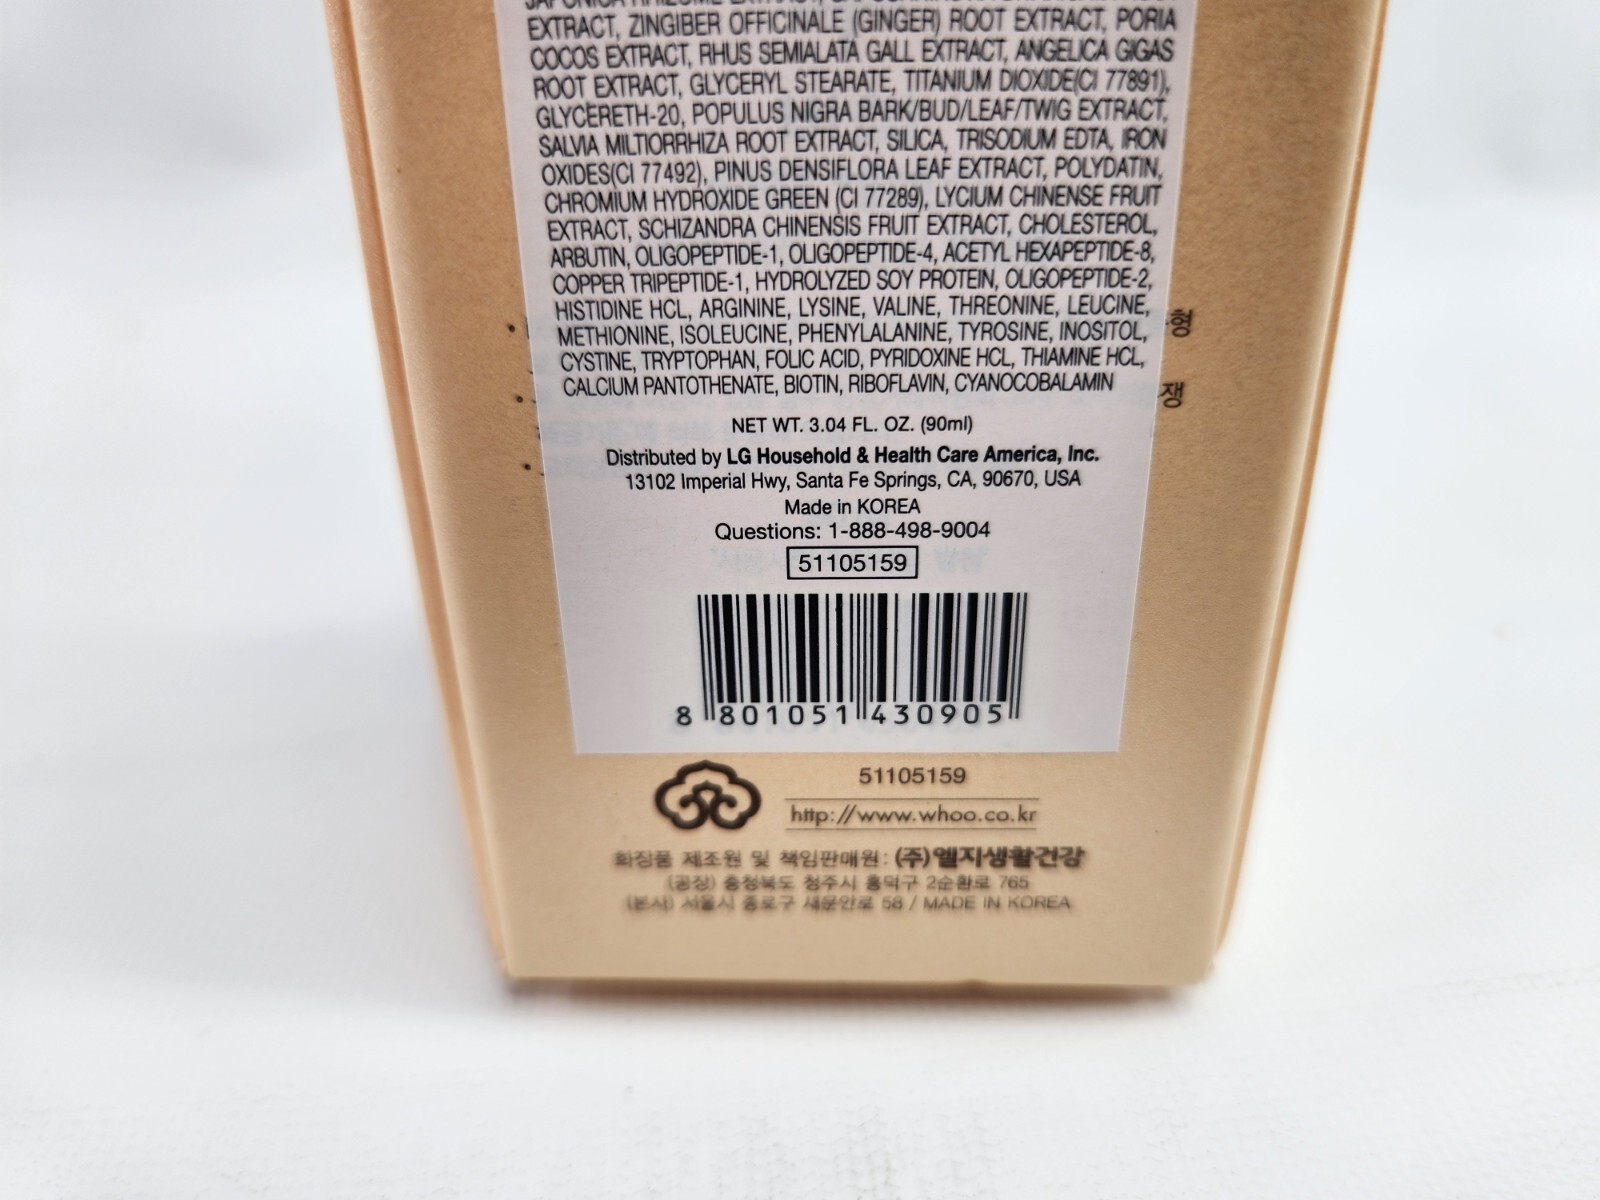 EXTRACT, ZINGIBER OFFICINALE (GINGER) ROOT EXTRACT, PORIA
COCOS EXTRACT, RHUS SEMIALATA GALL EXTRACT, ANGELICA GIGAS
ROOT EXTRACT, GLYCERYL STEARATE, TITANIUM DIOXIDE(CI 77891),
GLYCERETH-20, POPULUS NIGRA BARK/BUD/LEAF/TWIG EXTRACT,
SALVIA MILTIORRHIZA ROOT EXTRACT, SILICA, TRISODIUM EDTA, IRON
OXIDES(CI 77492), PINUS DENSIFLORA LEAF EXTRACT, POLYDATIN,
CHROMIUM HYDROXIDE GREEN (CI 77289), LYCIUM CHINENSE FRUIT
EXTRACT, SCHIZANDRA CHINENSIS FRUIT EXTRACT, CHOLESTEROL,
ARBUTIN, OLIGOPEPTIDE-1, OLIGOPEPTIDE-4, ACETYL HEXAPEPTIDE-8,
COPPER TRIPEPTIDE-1, HYDROLYZED SOY PROTEIN, OLIGOPEPTIDE-2,
HISTIDINE HCL, ARGININE, LYSINE, VALINE, THREONINE, LEUCINE,
METHIONINE, ISOLEUCINE, PHENYLALANINE, TYROSINE, INOSITOL,
CYSTINE, TRYPTOPHAN, FOLIC ACID, PYRIDOXINE HCL, THIAMINE HCL,
CALCIUM PANTOTHENATE, BIOTIN, RIBOFLAVIN, CYANOCOBALAMIN
NET WT. 3.04 FL. OZ. (90ml)
Distributed by LG Household & Health Care America, Inc.
13102 Imperial Hwy, Santa Fe Springs, CA, 90670, USA
Made in KOREA
Questions: 1-888-498-9004
51105159
8 801051 430905
51105159
http://www.whoo.co.kr
화장품 제조원 및 책임판매원 : (주)엘지생활건강
(공장) 충청북도 청주시 흥덕구 2순환로 765
(본사) 서울시 종로구 새문안로 58 / MADE IN KOREA